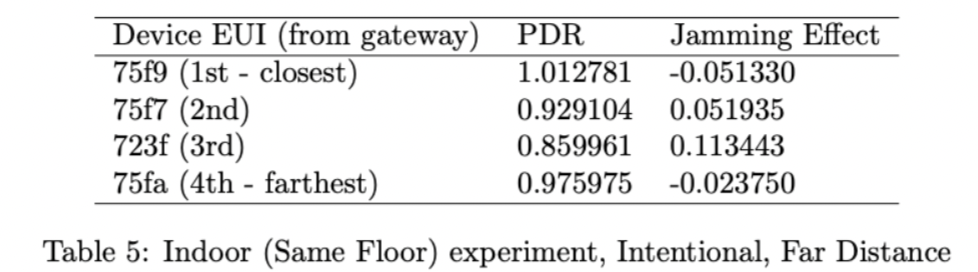 Device EUI (from gateway) PDR Jamming Effect
75f9 (1st - closest) 1.012781 -0.051330
75f7 (2nd) 0.929104 0.051935
723f (3rd) 0.859961 0.113443
75fa (4th - farthest) 0.975975 -0.023750
Table 5: Indoor (Same Floor) experiment, Intentional, Far Distance